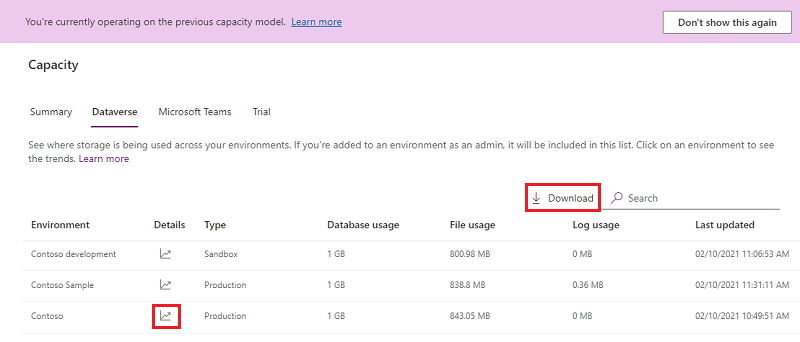 You're currently operating on the previous capacity model. Learn more Don't show this again
Capacity
Summary Dataverse Microsoft Teams Trial
See where storage is being used across your environments. If you're added to an environment as an admin, it will be included in this list. Click on an environment to see
the trends. Learn more
Download Search
Environment Details Type Database usage File usage Log usage Last updated
Contoso development Sandbox 1 GB 800.98 MB 0 MB 02/10/2021 11:06:53 AM
Contoso Sample Production 1 GB 838.8 MB 0.36 MB 02/10/2021 11:31:11 AM
Contoso Production 1 GB 843.05 MB 0 MB 02/10/2021 10:49:51 AM